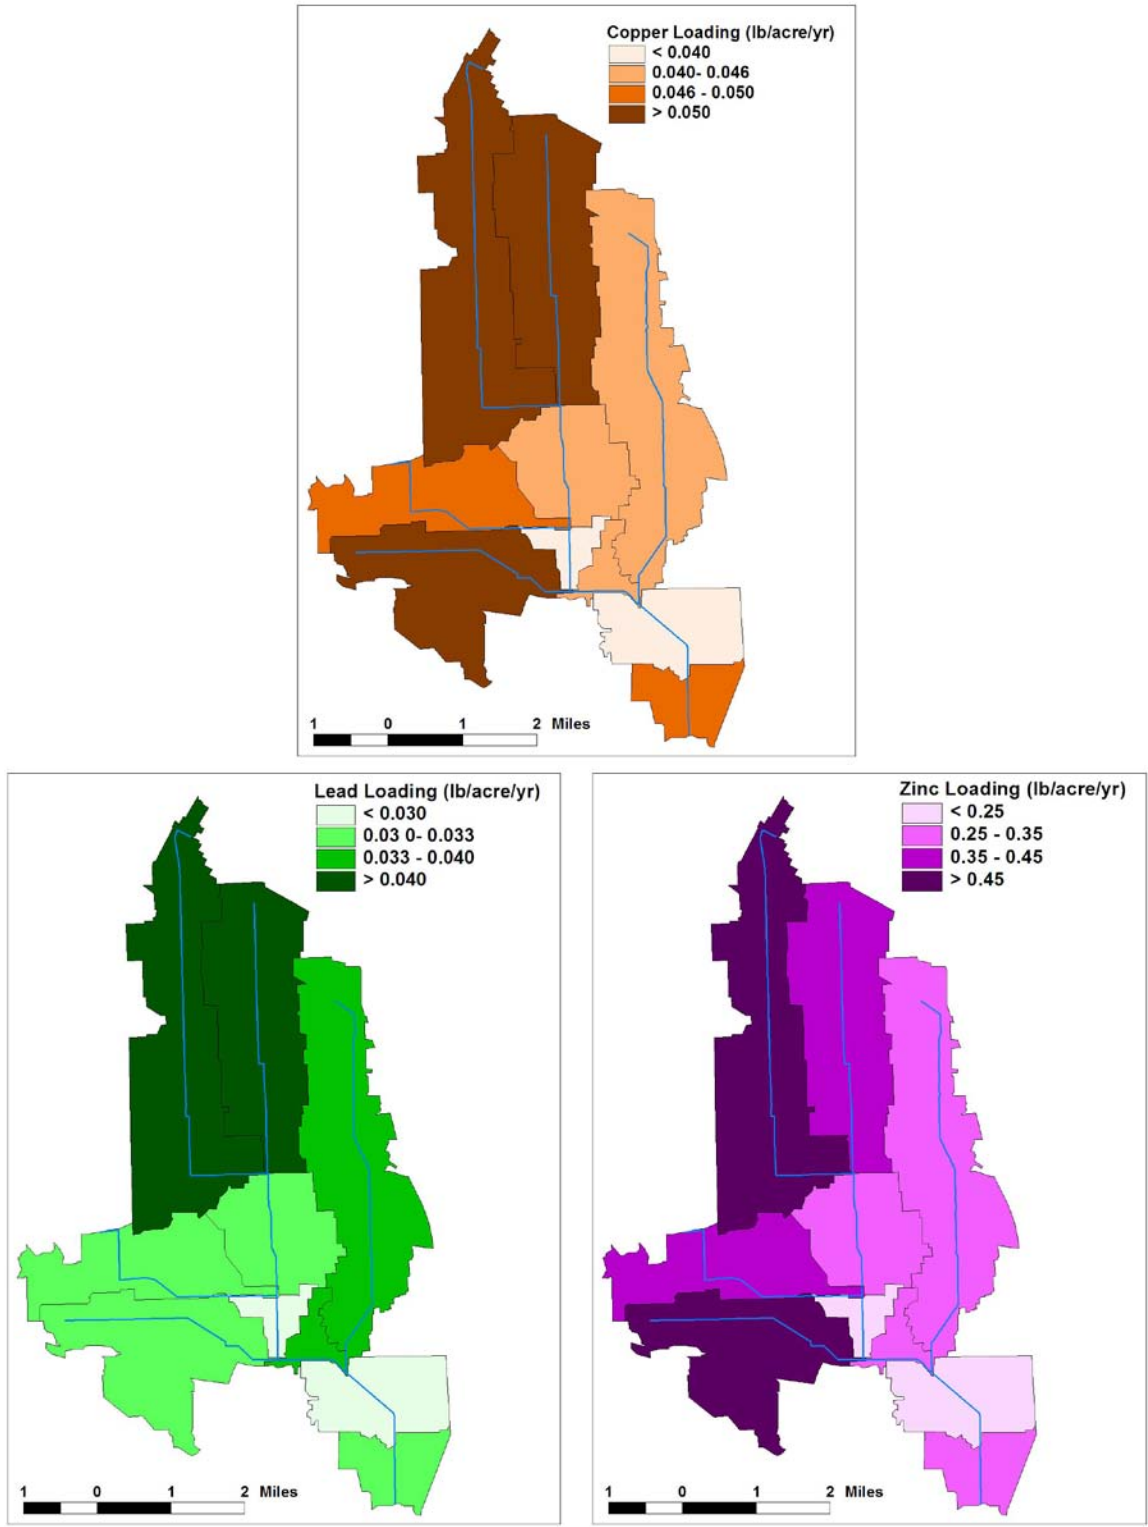 Copper Loading (lb/acre/yr)
< 0.040
0.040- 0.046
0.046 - 0.050
> 0.050
1 0 1 2 Miles
Lead Loading (lb/acre/yr)
< 0.030
0.03 0- 0.033
0.033 - 0.040
> 0.040
1 0 1 2 Miles
Zinc Loading (lb/acre/yr)
< 0.25
0.25 - 0.35
0.35 - 0.45
> 0.45
1 0 1 2 Miles